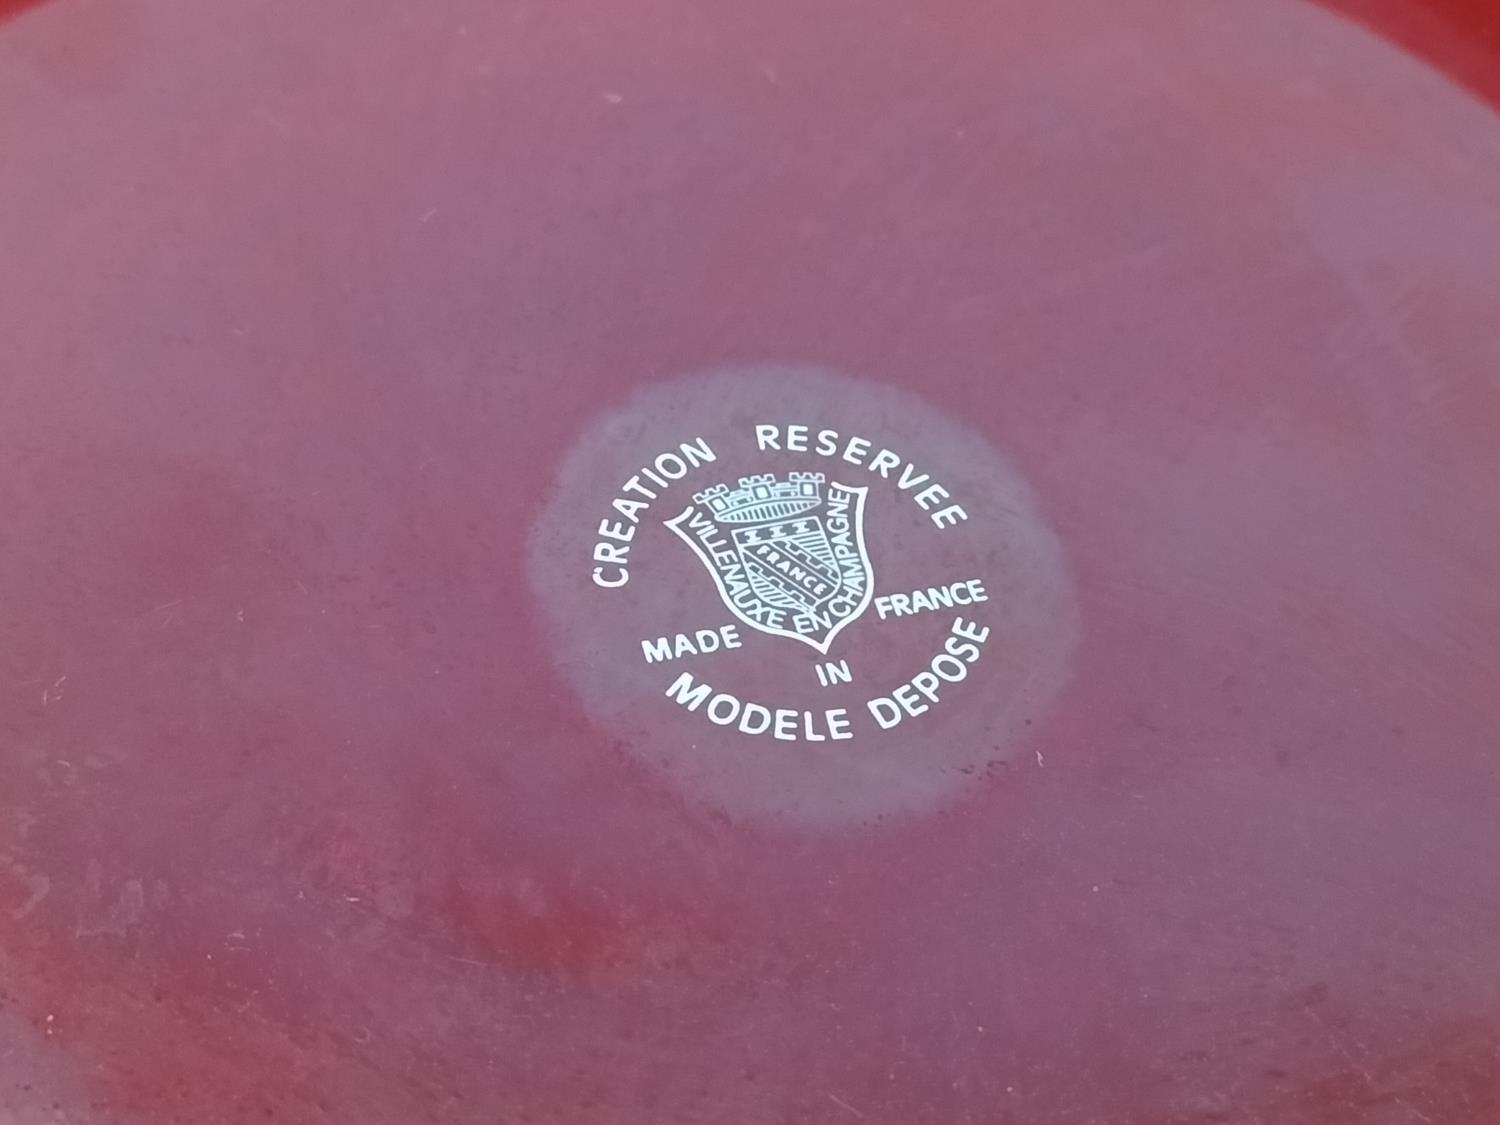 CREATION RESERVEE
VILLENAUXE EN CHAMPAGNE
FRANCE
MADE IN FRANCE
MODELE DEPOSE